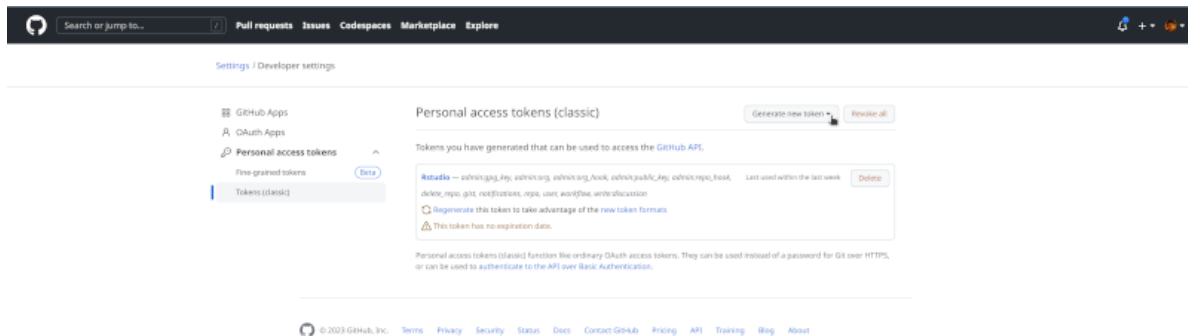 Search or jump to... / Pull requests Issues Codespaces Marketplace Explore
Settings / Developer settings
GitHub Apps
OAuth Apps
Personal access tokens
Fine-grained tokens Beta
Tokens (classic)
Personal access tokens (classic)
Generate new token Revoke all
Tokens you have generated that can be used to access the GitHub API.
Rstudio — admin:gpg_key, admin:org, admin:org_hook, admin:public_key, admin:repo_hook, Last used within the last week Delete
delete_repo, gist, notifications, repo, user, workflow, write:discussion
Regenerate this token to take advantage of the new token formats
This token has no expiration date.
Personal access tokens (classic) function like ordinary OAuth access tokens. They can be used instead of a password for Git over HTTPS,
or can be used to authenticate to the API over Basic Authentication.
© 2023 GitHub, Inc. Terms Privacy Security Status Docs Contact GitHub Pricing API Training Blog About